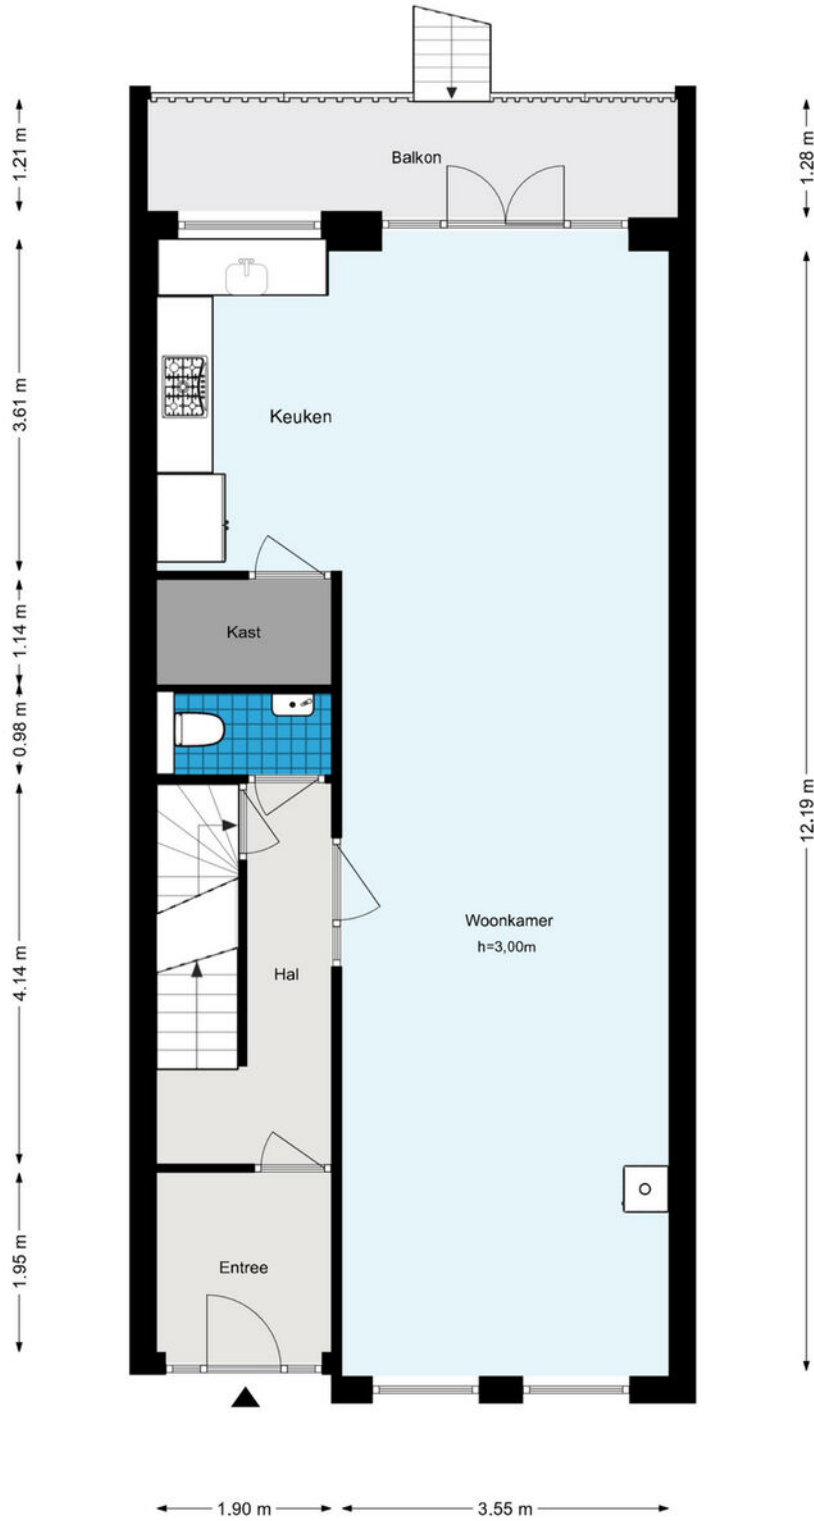 Balkon
1.21 m
1.28 m
3.61 m
Keuken
1.14 m
Kast
0.98 m
12.19 m
Woonkamer
h=3,00m
4.14 m
Hal
1.95 m
Entree
1.90 m
3.55 m